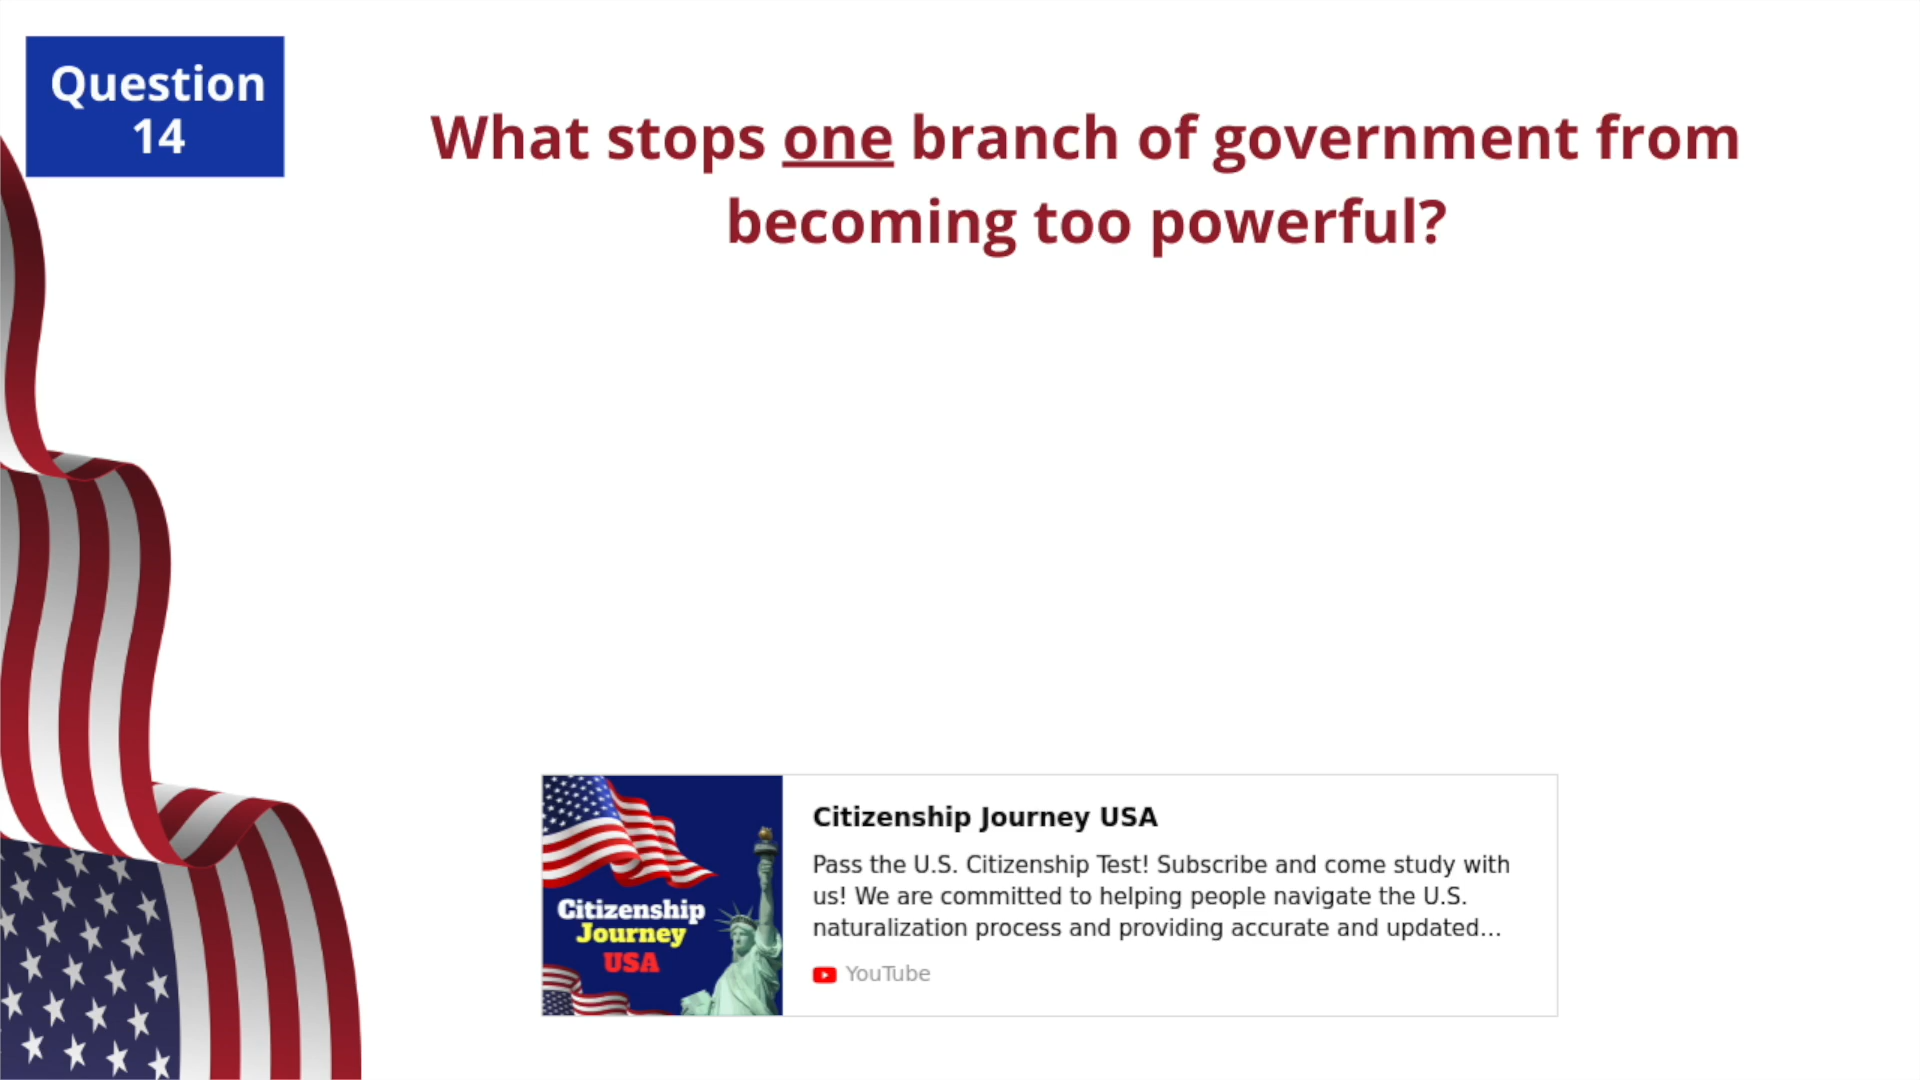 Question
14
What stops one branch of government from
becoming too powerful?
Citizenship
Journey
USA
Citizenship Journey USA
Pass the U.S. Citizenship Test! Subscribe and come study with
us! We are committed to helping people navigate the U.S.
naturalization process and providing accurate and updated...
YouTube